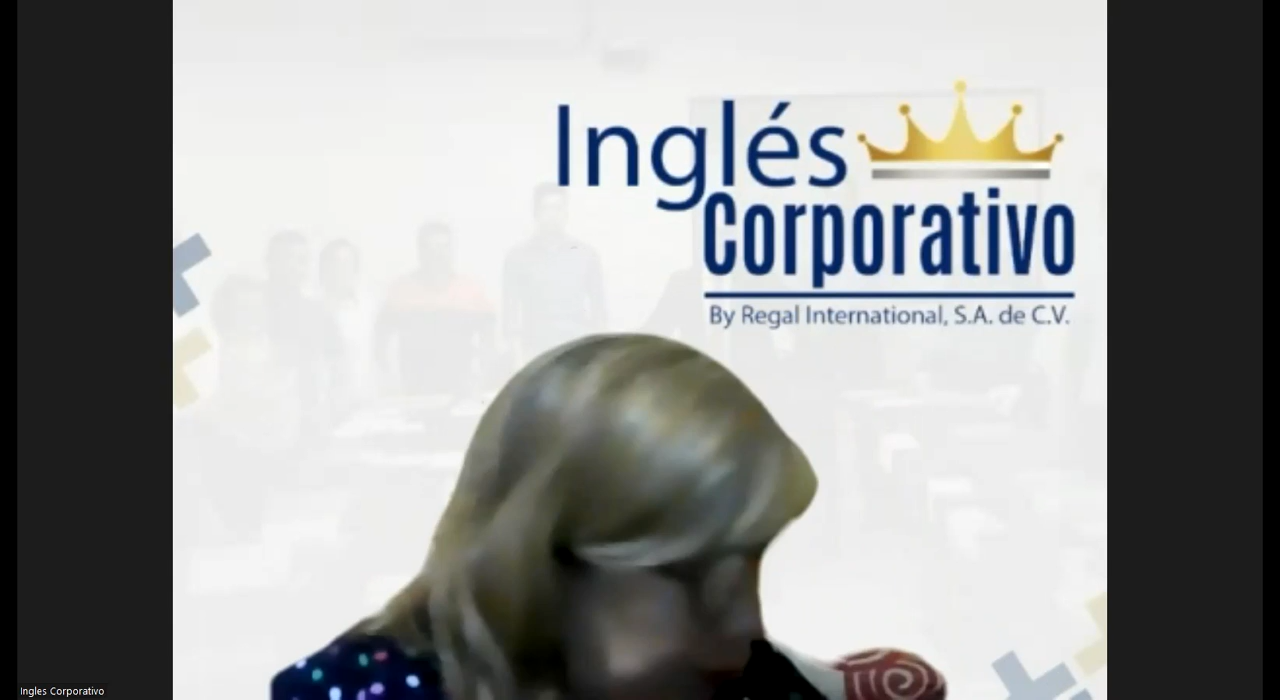 Inglés
Corporativo
By Regal International, S.A. de C.V.
Ingles Corporativo